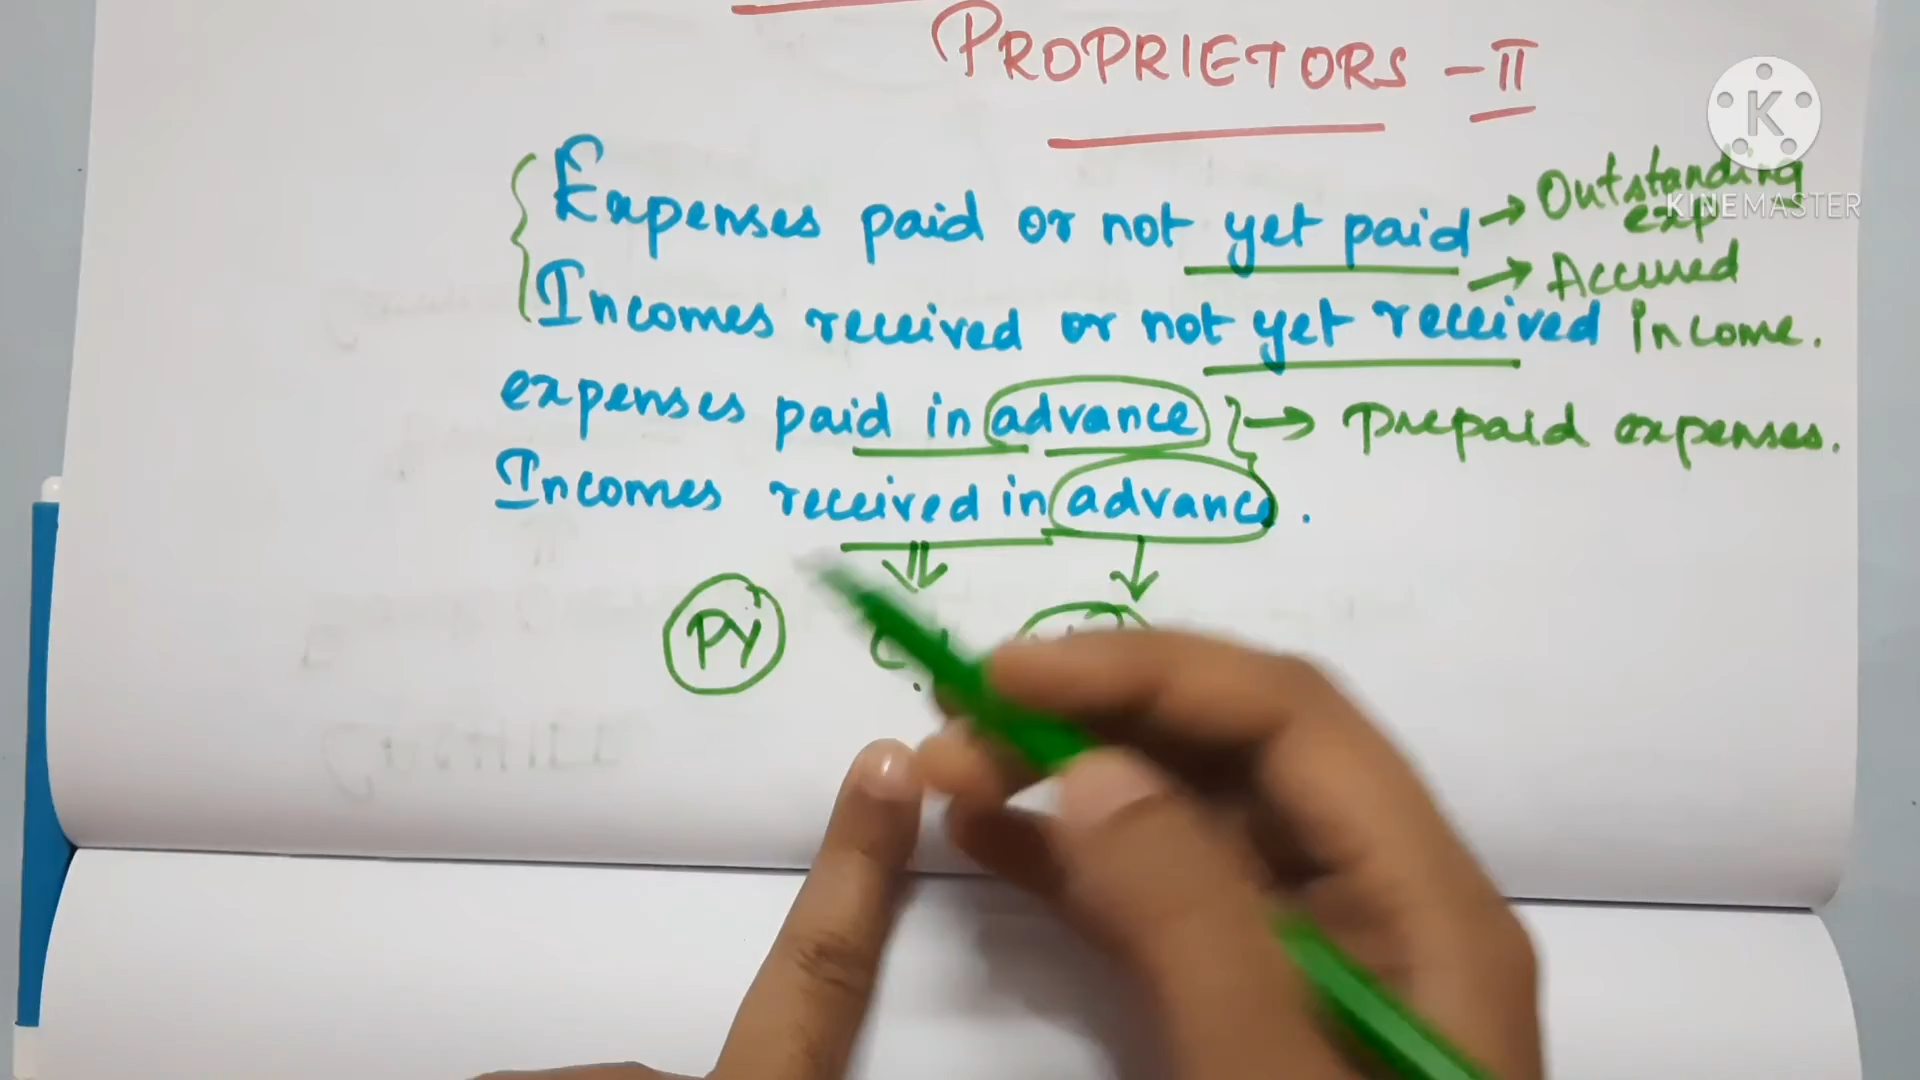 PROPRIETORS - II
Expenses paid or not yet paid → Outstanding exp
→ Accured
Incomes received or not yet received income.
expenses paid in advance } → Prepaid expenses.
Incomes received in advance .
PY
K
KINEMASTER